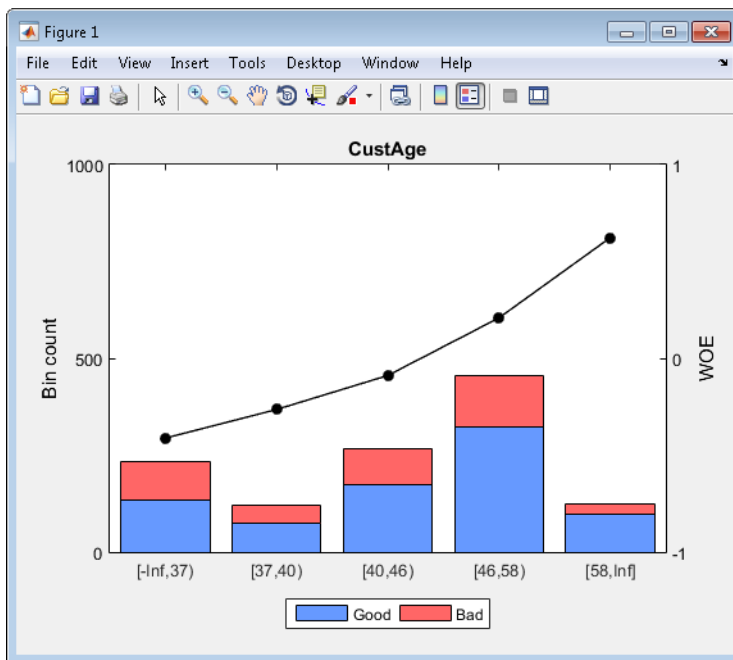 Figure 1
File Edit View Insert Tools Desktop Window Help
CustAge
1000
500
0
Bin count
1
0
-1
WOE
[-Inf,37) [37,40) [40,46) [46,58) [58,Inf]
Good Bad